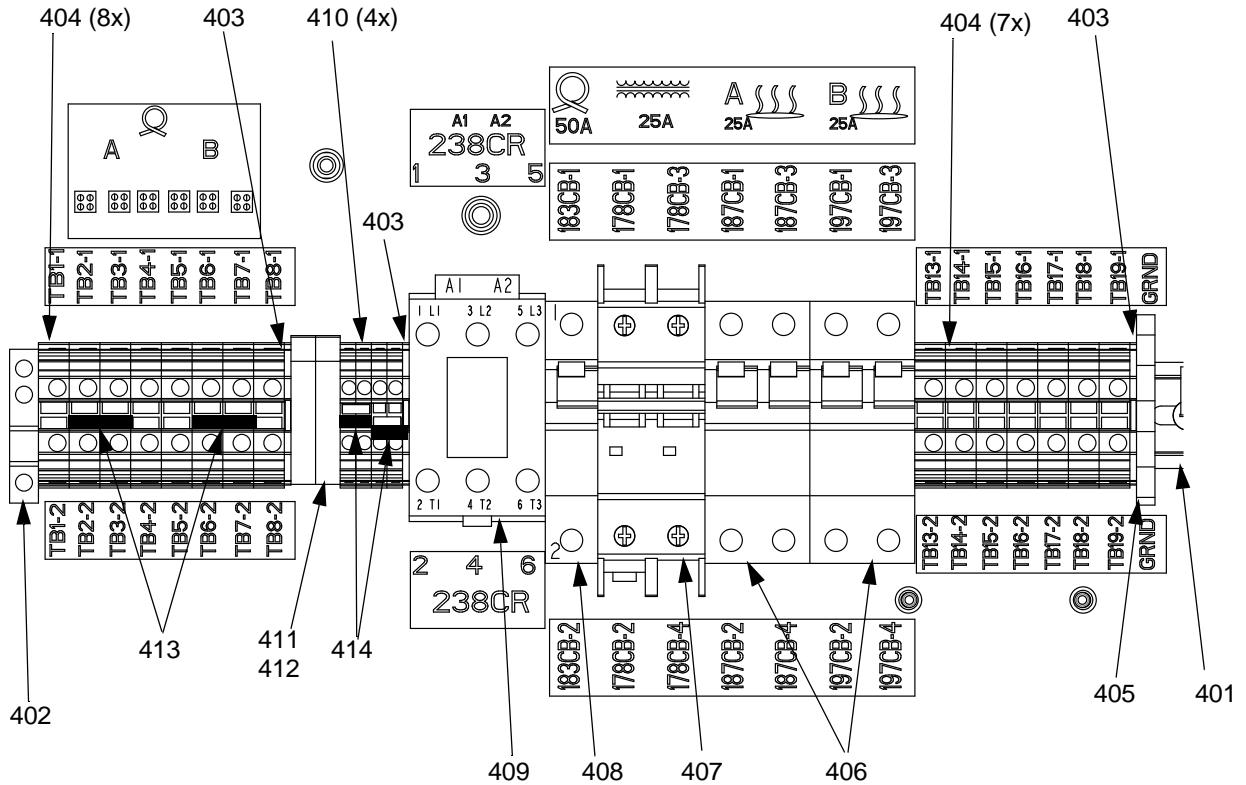 404 (8x)
403
410 (4x)
404 (7x)
403
A
B
A1 A2
238CR
1 3 5
50A
25A
A
25A
B
25A
183CB-1
178CB-1
178CB-3
187CB-1
187CB-3
197CB-1
197CB-3
TB1-1
TB2-1
TB3-1
TB4-1
TB5-1
TB6-1
TB7-1
TB8-1
403
TB13-1
TB14-1
TB15-1
TB16-1
TB17-1
TB18-1
TB19-1
GRND
A1 A2
1 L1 3 L2 5 L3
1
2 T1 4 T2 6 T3
2
TB1-2
TB2-2
TB3-2
TB4-2
TB5-2
TB6-2
TB7-2
TB8-2
TB13-2
TB14-2
TB15-2
TB16-2
TB17-2
TB18-2
TB19-2
GRND
2 4 6
238CR
183CB-2
178CB-2
178CB-4
187CB-2
187CB-4
197CB-2
197CB-4
413
411
412
414
402
405
401
409
408
407
406